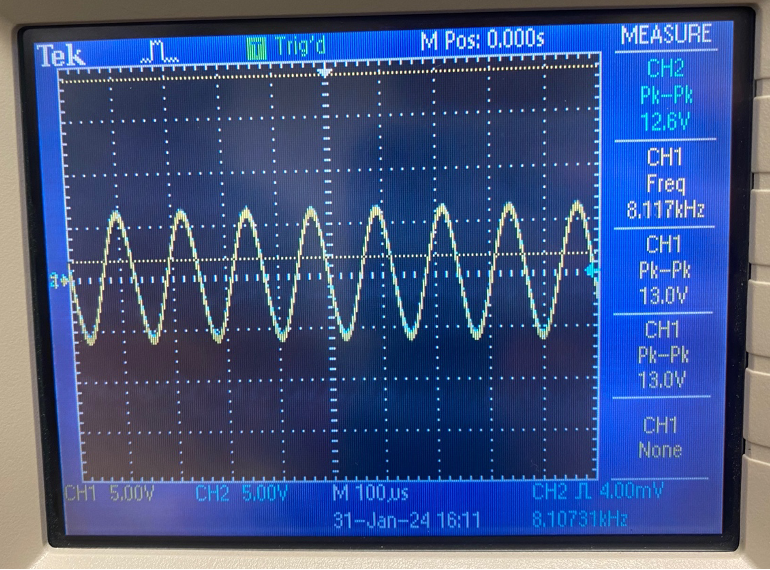 Tek Trig'd M Pos: 0.000s MEASURE
CH2
Pk-Pk
12.6V
CH1
Freq
8.117kHz
CH1
Pk-Pk
13.0V
CH1
Pk-Pk
13.0V
CH1
None
CH1 5.00V CH2 5.00V M 100µs CH2 4.00mV
31-Jan-24 16:11 8.10731kHz